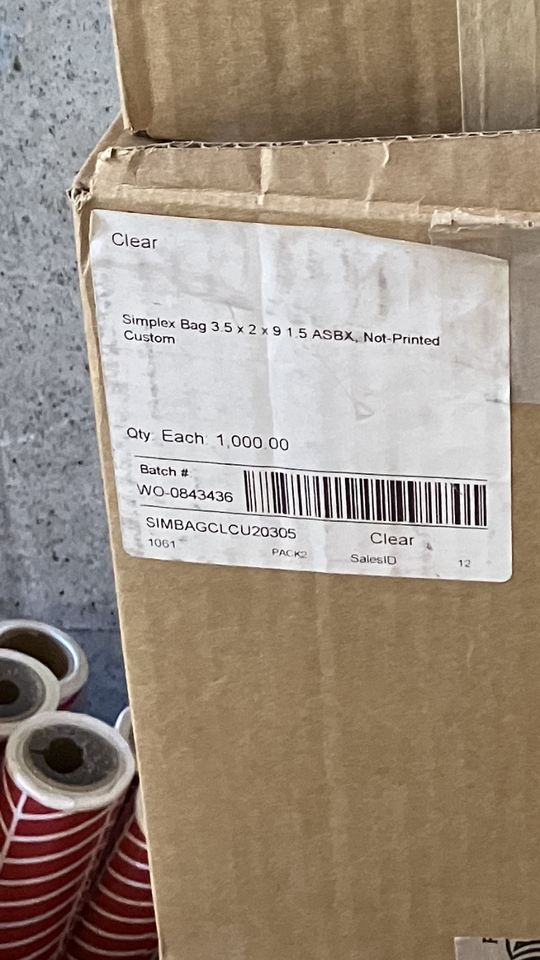 Clear
Simplex Bag 3.5 x 2 x 9 1.5 ASBX, Not-Printed
Custom
Qty: Each: 1,000.00
Batch #:
WO-0843436
SIMBAGCLCU20305 Clear
1061 PACK2 SalesID 12